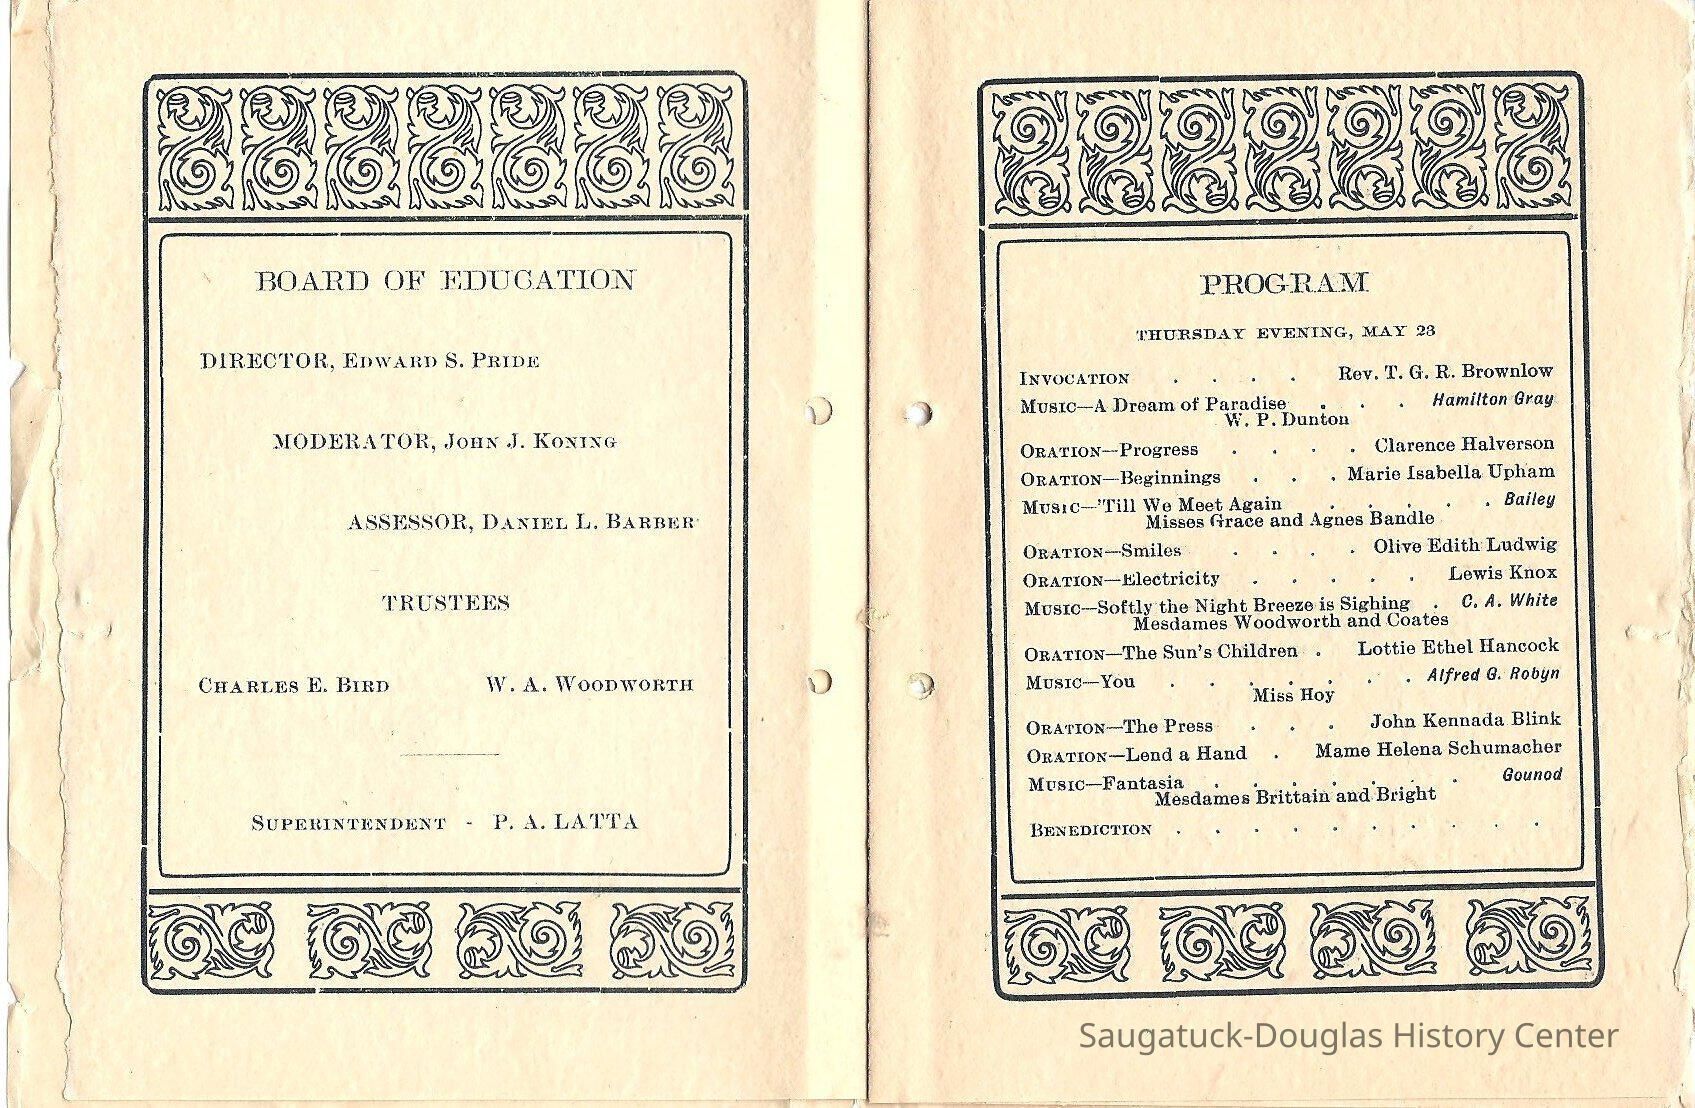 BOARD OF EDUCATION
DIRECTOR, EDWARD S. PRIDE
MODERATOR, JOHN J. KONING
ASSESSOR, DANIEL L. BARBER
TRUSTEES
CHARLES E. BIRD W. A. WOODWORTH
SUPERINTENDENT - P. A. LATTA
PROGRAM
THURSDAY EVENING, MAY 23
INVOCATION . . . . Rev. T. G. R. Brownlow
MUSIC—A Dream of Paradise . . . Hamilton Gray
W. P. Dunton
ORATION—Progress . . . . Clarence Halverson
ORATION—Beginnings . . . Marie Isabella Upham
MUSIC—'Till We Meet Again . . . . . Bailey
Misses Grace and Agnes Bandle
ORATION—Smiles . . . . Olive Edith Ludwig
ORATION—Electricity . . . . . Lewis Knox
MUSIC—Softly the Night Breeze is Sighing . C. A. White
Mesdames Woodworth and Coates
ORATION—The Sun's Children . Lottie Ethel Hancock
MUSIC—You . . . . . . . Alfred G. Robyn
Miss Hoy
ORATION—The Press . . . John Kennada Blink
ORATION—Lend a Hand . Mame Helena Schumacher
MUSIC—Fantasia . . . . . . . Gounod
Mesdames Brittain and Bright
BENEDICTION . . . . . . . . . .
Saugatuck-Douglas History Center